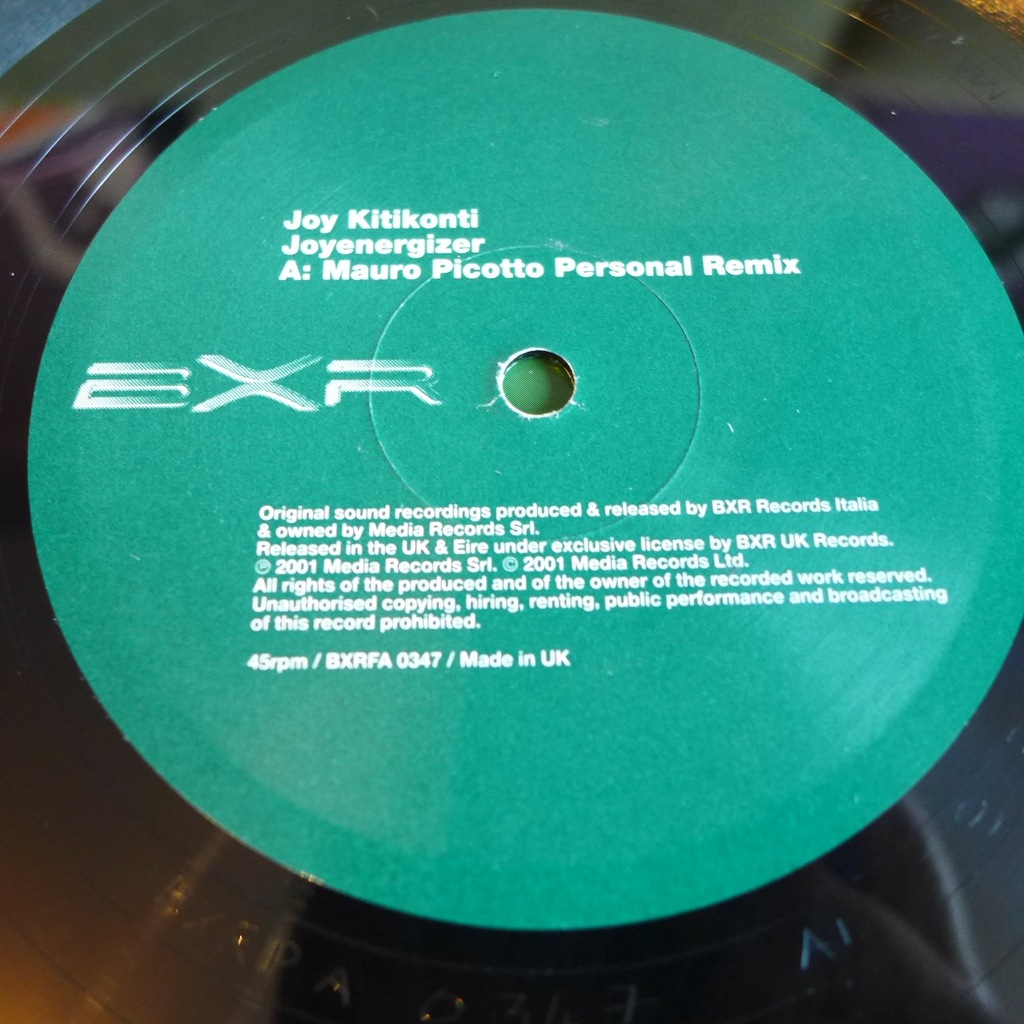 Joy Kitikonti
Joyenergizer
A: Mauro Picotto Personal Remix
BXR
Original sound recordings produced & released by BXR Records Italia
& owned by Media Records Srl.
Released in the UK & Eire under exclusive license by BXR UK Records.
℗ 2001 Media Records Srl. © 2001 Media Records Ltd.
All rights of the produced and of the owner of the recorded work reserved.
Unauthorised copying, hiring, renting, public performance and broadcasting
of this record prohibited.
45rpm / BXRFA 0347 / Made in UK
0347
A1